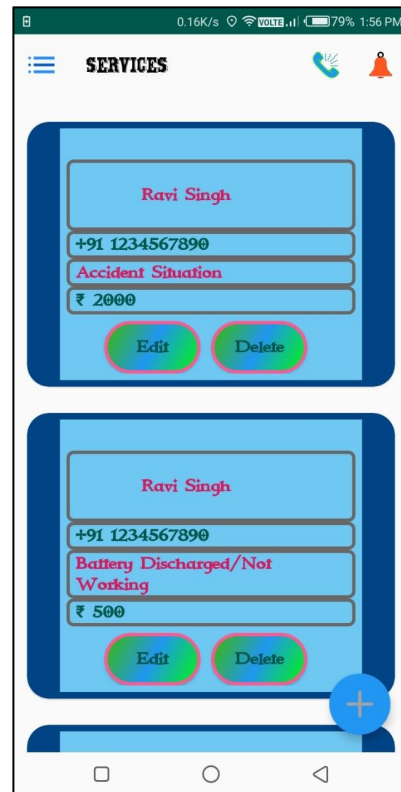 0.16K/s VOLTE 79% 1:56 PM
SERVICES
Ravi Singh
+91 1234567890
Accident Situation
₹ 2000
Edit Delete
Ravi Singh
+91 1234567890
Battery Discharged/Not
Working
₹ 500
Edit Delete